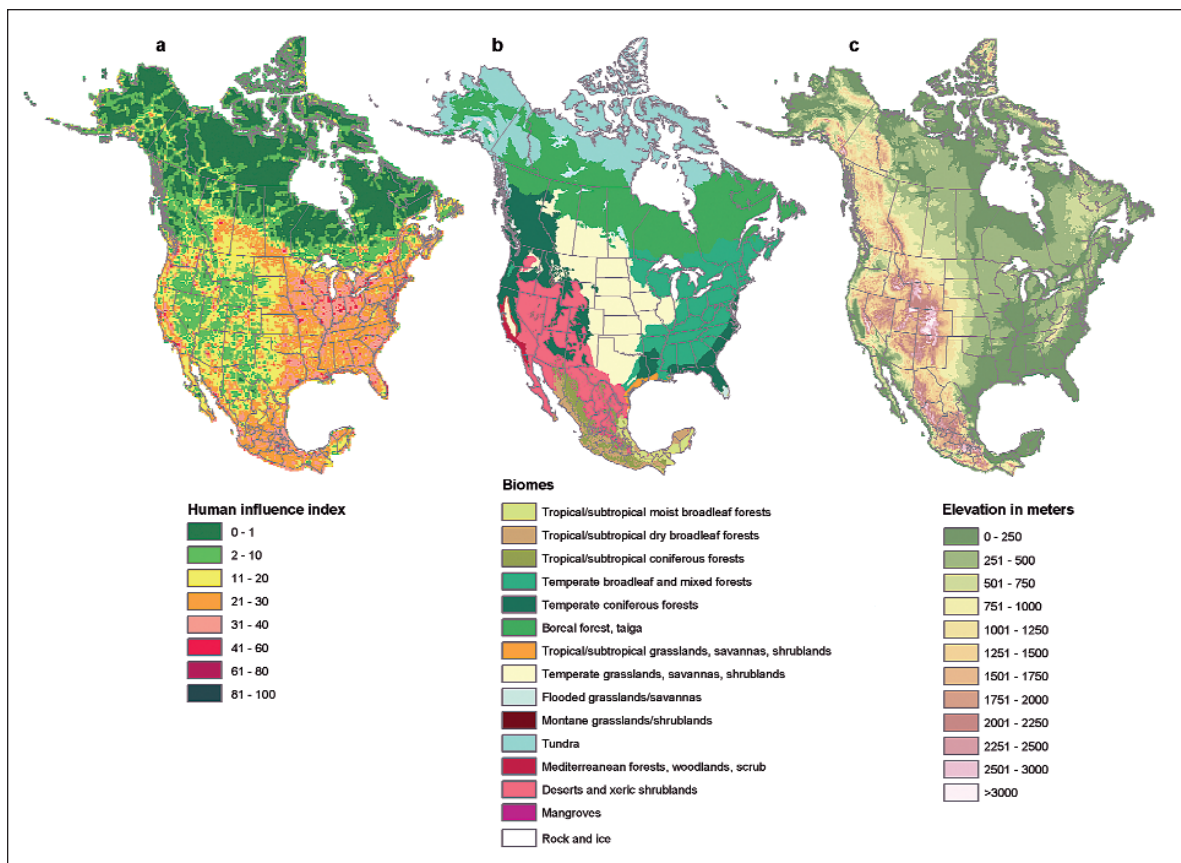 a
b
c
Human influence index
0 - 1
2 - 10
11 - 20
21 - 30
31 - 40
41 - 60
61 - 80
81 - 100
Biomes
Tropical/subtropical moist broadleaf forests
Tropical/subtropical dry broadleaf forests
Tropical/subtropical coniferous forests
Temperate broadleaf and mixed forests
Temperate coniferous forests
Boreal forest, taiga
Tropical/subtropical grasslands, savannas, shrublands
Temperate grasslands, savannas, shrublands
Flooded grasslands/savannas
Montane grasslands/shrublands
Tundra
Mediterranean forests, woodlands, scrub
Deserts and xeric shrublands
Mangroves
Rock and ice
Elevation in meters
0 - 250
251 - 500
501 - 750
751 - 1000
1001 - 1250
1251 - 1500
1501 - 1750
1751 - 2000
2001 - 2250
2251 - 2500
2501 - 3000
>3000